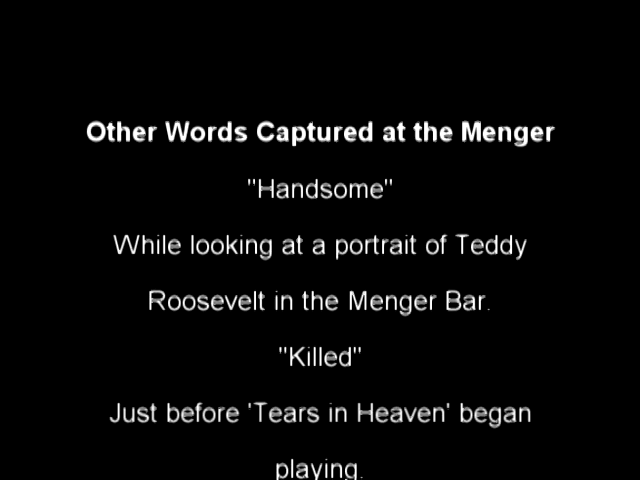 Other Words Captured at the Menger
"Handsome"
While looking at a portrait of Teddy
Roosevelt in the Menger Bar.
"Killed"
Just before 'Tears in Heaven' began
playing.